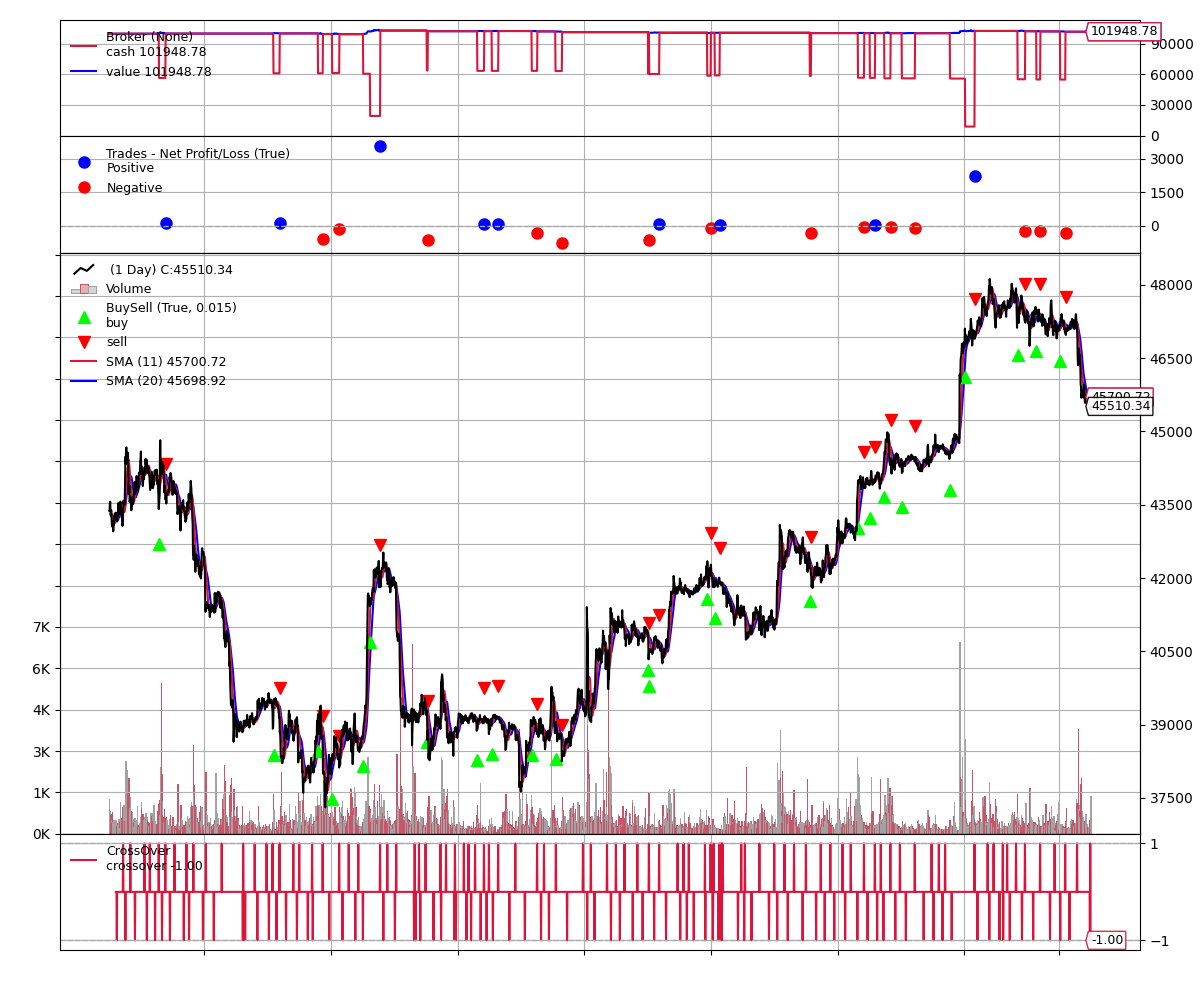 Broker (None)
cash 101948.78
value 101948.78
101948.78
90000
60000
30000
0
Trades - Net Profit/Loss (True)
Positive
Negative
3000
1500
0
(1 Day) C:45510.34
Volume
BuySell (True, 0.015)
buy
sell
SMA (11) 45700.72
SMA (20) 45698.92
48000
46500
45700.72
45510.34
45000
43500
42000
40500
39000
37500
7K
6K
4K
3K
1K
0K
CrossOver
crossover -1.00
1
-1.00
−1